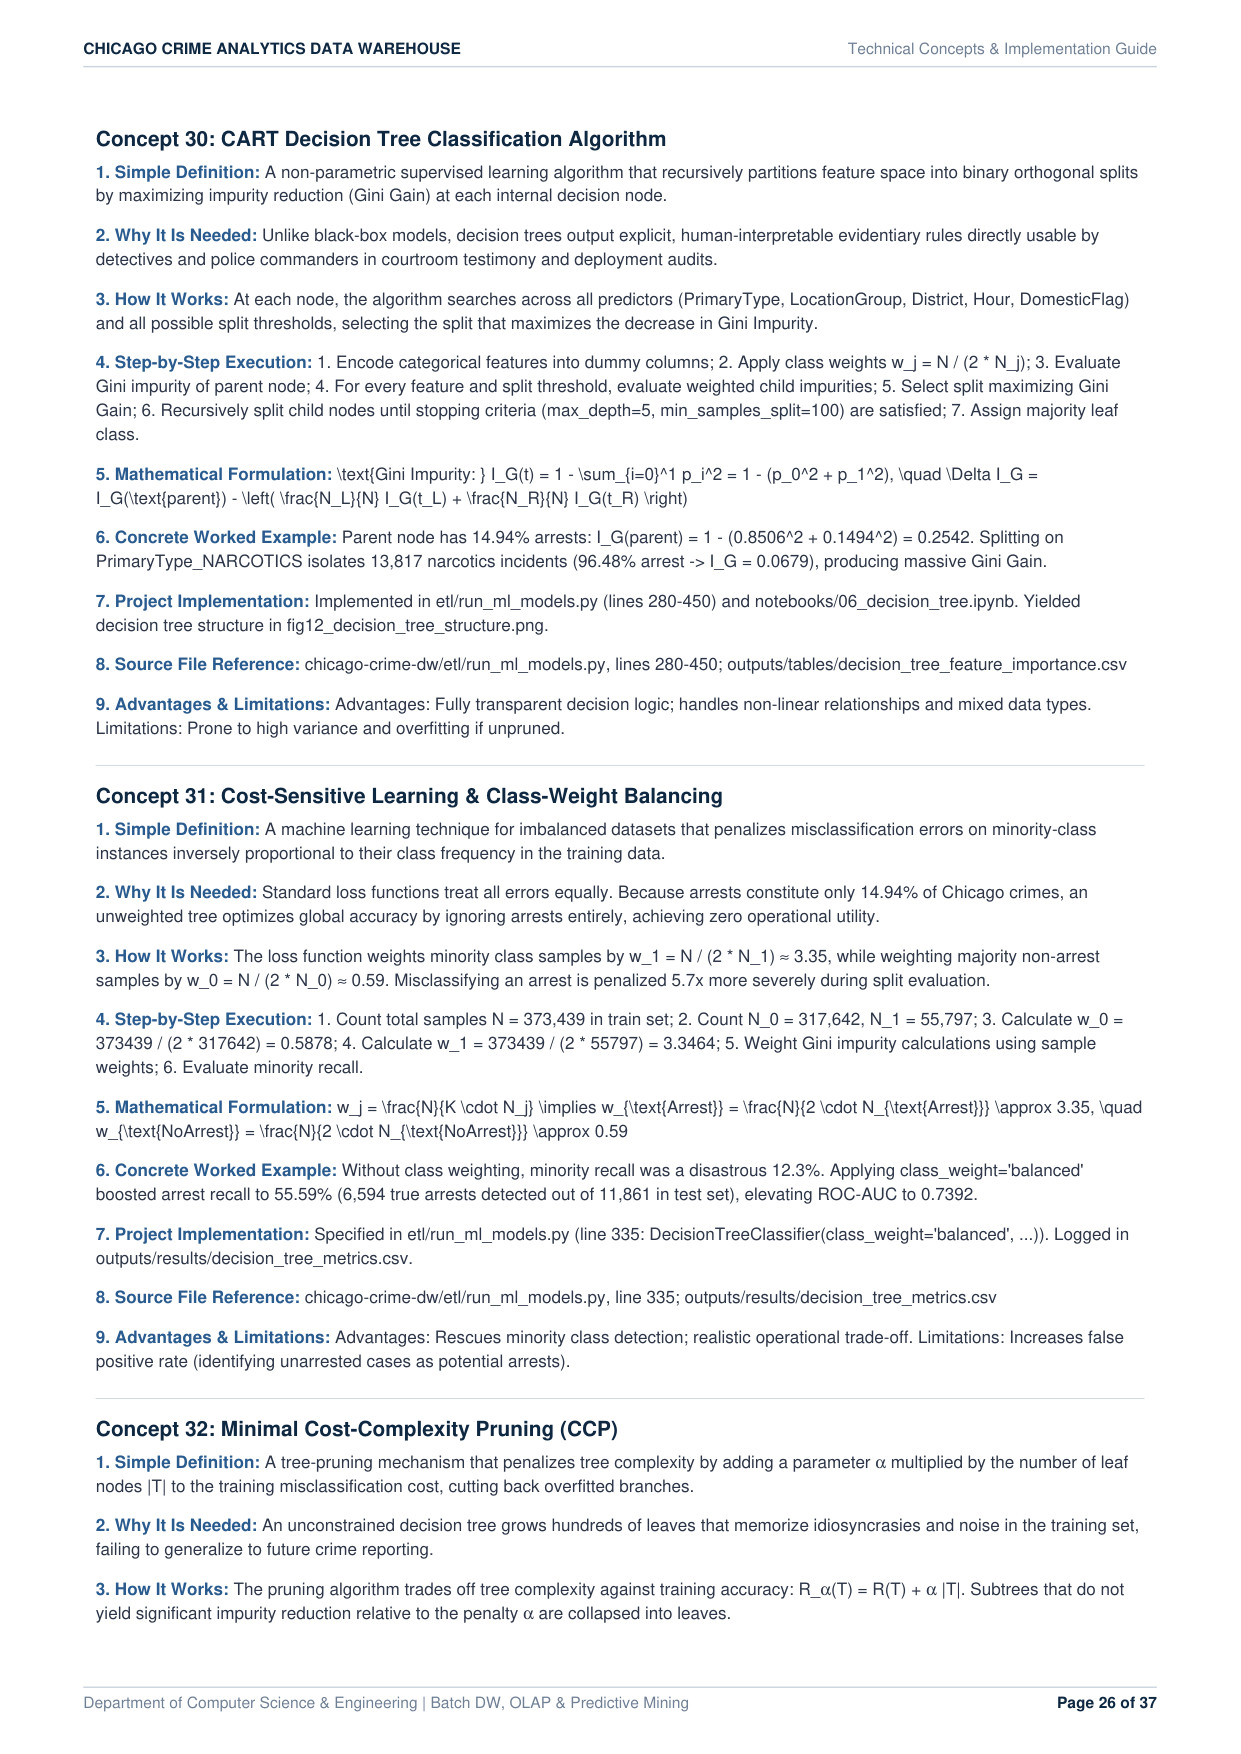 CHICAGO CRIME ANALYTICS DATA WAREHOUSE
Technical Concepts & Implementation Guide
Concept 30: CART Decision Tree Classification Algorithm
1. Simple Definition: A non-parametric supervised learning algorithm that recursively partitions feature space into binary orthogonal splits
by maximizing impurity reduction (Gini Gain) at each internal decision node.
2. Why It Is Needed: Unlike black-box models, decision trees output explicit, human-interpretable evidentiary rules directly usable by
detectives and police commanders in courtroom testimony and deployment audits.
3. How It Works: At each node, the algorithm searches across all predictors (PrimaryType, LocationGroup, District, Hour, DomesticFlag)
and all possible split thresholds, selecting the split that maximizes the decrease in Gini Impurity.
4. Step-by-Step Execution: 1. Encode categorical features into dummy columns; 2. Apply class weights w_j = N / (2 * N_j); 3. Evaluate
Gini impurity of parent node; 4. For every feature and split threshold, evaluate weighted child impurities; 5. Select split maximizing Gini
Gain; 6. Recursively split child nodes until stopping criteria (max_depth=5, min_samples_split=100) are satisfied; 7. Assign majority leaf
class.
5. Mathematical Formulation: \text{Gini Impurity: } I_G(t) = 1 - \sum_{i=0}^1 p_i^2 = 1 - (p_0^2 + p_1^2), \quad \Delta I_G =
I_G(\text{parent}) - \left( \frac{N_L}{N} I_G(t_L) + \frac{N_R}{N} I_G(t_R) \right)
6. Concrete Worked Example: Parent node has 14.94% arrests: I_G(parent) = 1 - (0.8506^2 + 0.1494^2) = 0.2542. Splitting on
PrimaryType_NARCOTICS isolates 13,817 narcotics incidents (96.48% arrest -> I_G = 0.0679), producing massive Gini Gain.
7. Project Implementation: Implemented in etl/run_ml_models.py (lines 280-450) and notebooks/06_decision_tree.ipynb. Yielded
decision tree structure in fig12_decision_tree_structure.png.
8. Source File Reference: chicago-crime-dw/etl/run_ml_models.py, lines 280-450; outputs/tables/decision_tree_feature_importance.csv
9. Advantages & Limitations: Advantages: Fully transparent decision logic; handles non-linear relationships and mixed data types.
Limitations: Prone to high variance and overfitting if unpruned.
Concept 31: Cost-Sensitive Learning & Class-Weight Balancing
1. Simple Definition: A machine learning technique for imbalanced datasets that penalizes misclassification errors on minority-class
instances inversely proportional to their class frequency in the training data.
2. Why It Is Needed: Standard loss functions treat all errors equally. Because arrests constitute only 14.94% of Chicago crimes, an
unweighted tree optimizes global accuracy by ignoring arrests entirely, achieving zero operational utility.
3. How It Works: The loss function weights minority class samples by w_1 = N / (2 * N_1) ≈ 3.35, while weighting majority non-arrest
samples by w_0 = N / (2 * N_0) ≈ 0.59. Misclassifying an arrest is penalized 5.7x more severely during split evaluation.
4. Step-by-Step Execution: 1. Count total samples N = 373,439 in train set; 2. Count N_0 = 317,642, N_1 = 55,797; 3. Calculate w_0 =
373439 / (2 * 317642) = 0.5878; 4. Calculate w_1 = 373439 / (2 * 55797) = 3.3464; 5. Weight Gini impurity calculations using sample
weights; 6. Evaluate minority recall.
5. Mathematical Formulation: w_j = \frac{N}{K \cdot N_j} \implies w_{\text{Arrest}} = \frac{N}{2 \cdot N_{\text{Arrest}}} \approx 3.35, \quad
w_{\text{NoArrest}} = \frac{N}{2 \cdot N_{\text{NoArrest}}} \approx 0.59
6. Concrete Worked Example: Without class weighting, minority recall was a disastrous 12.3%. Applying class_weight='balanced'
boosted arrest recall to 55.59% (6,594 true arrests detected out of 11,861 in test set), elevating ROC-AUC to 0.7392.
7. Project Implementation: Specified in etl/run_ml_models.py (line 335: DecisionTreeClassifier(class_weight='balanced', ...)). Logged in
outputs/results/decision_tree_metrics.csv.
8. Source File Reference: chicago-crime-dw/etl/run_ml_models.py, line 335; outputs/results/decision_tree_metrics.csv
9. Advantages & Limitations: Advantages: Rescues minority class detection; realistic operational trade-off. Limitations: Increases false
positive rate (identifying unarrested cases as potential arrests).
Concept 32: Minimal Cost-Complexity Pruning (CCP)
1. Simple Definition: A tree-pruning mechanism that penalizes tree complexity by adding a parameter α multiplied by the number of leaf
nodes |T| to the training misclassification cost, cutting back overfitted branches.
2. Why It Is Needed: An unconstrained decision tree grows hundreds of leaves that memorize idiosyncrasies and noise in the training set,
failing to generalize to future crime reporting.
3. How It Works: The pruning algorithm trades off tree complexity against training accuracy: R_α(T) = R(T) + α |T|. Subtrees that do not
yield significant impurity reduction relative to the penalty α are collapsed into leaves.
Department of Computer Science & Engineering | Batch DW, OLAP & Predictive Mining
Page 26 of 37